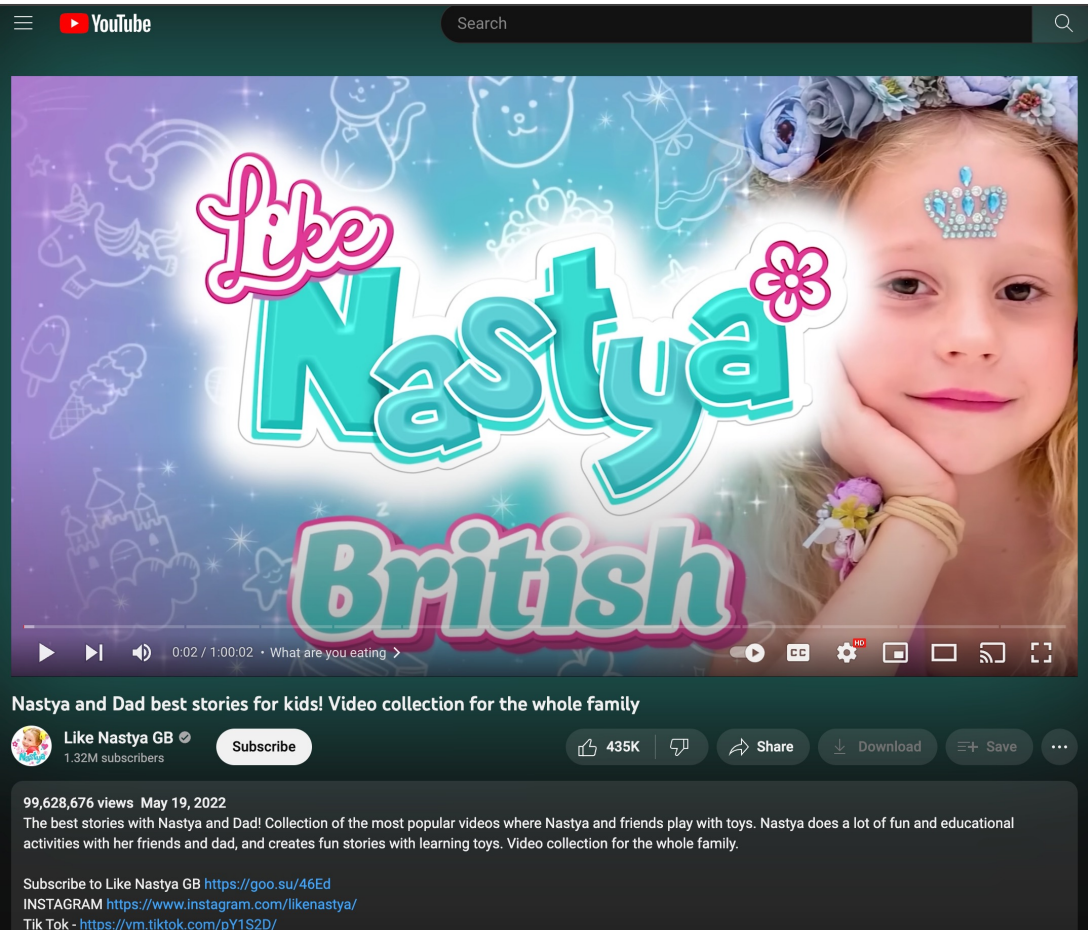 YouTube
Search
Like
Nastya
British
z
0:02 / 1:00:02 • What are you eating
CC
HD
Nastya and Dad best stories for kids! Video collection for the whole family
Like Nastya GB
1.32M subscribers
Subscribe
435K
Share
Download
Save
99,628,676 views May 19, 2022
The best stories with Nastya and Dad! Collection of the most popular videos where Nastya and friends play with toys. Nastya does a lot of fun and educational
activities with her friends and dad, and creates fun stories with learning toys. Video collection for the whole family.
Subscribe to Like Nastya GB https://goo.su/46Ed
INSTAGRAM https://www.instagram.com/likenastya/
Tik Tok - https://vm.tiktok.com/pY1S2D/